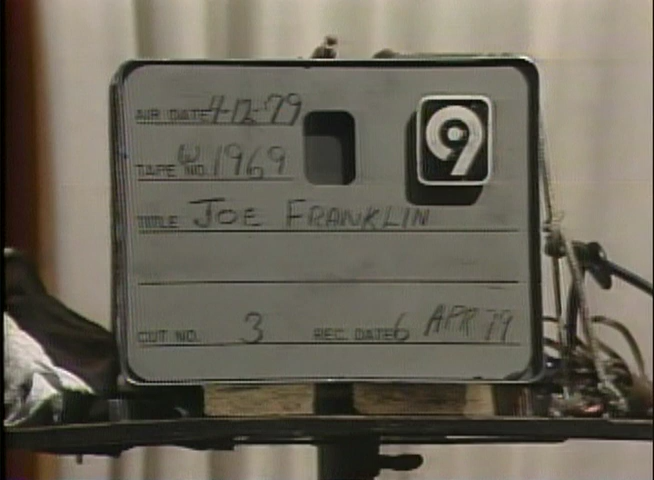 AIR DATE 4-12-79
9
TAPE NO. W1969
TITLE JOE FRANKLIN
CUT NO. 3 REC. DATE 6 APR 79